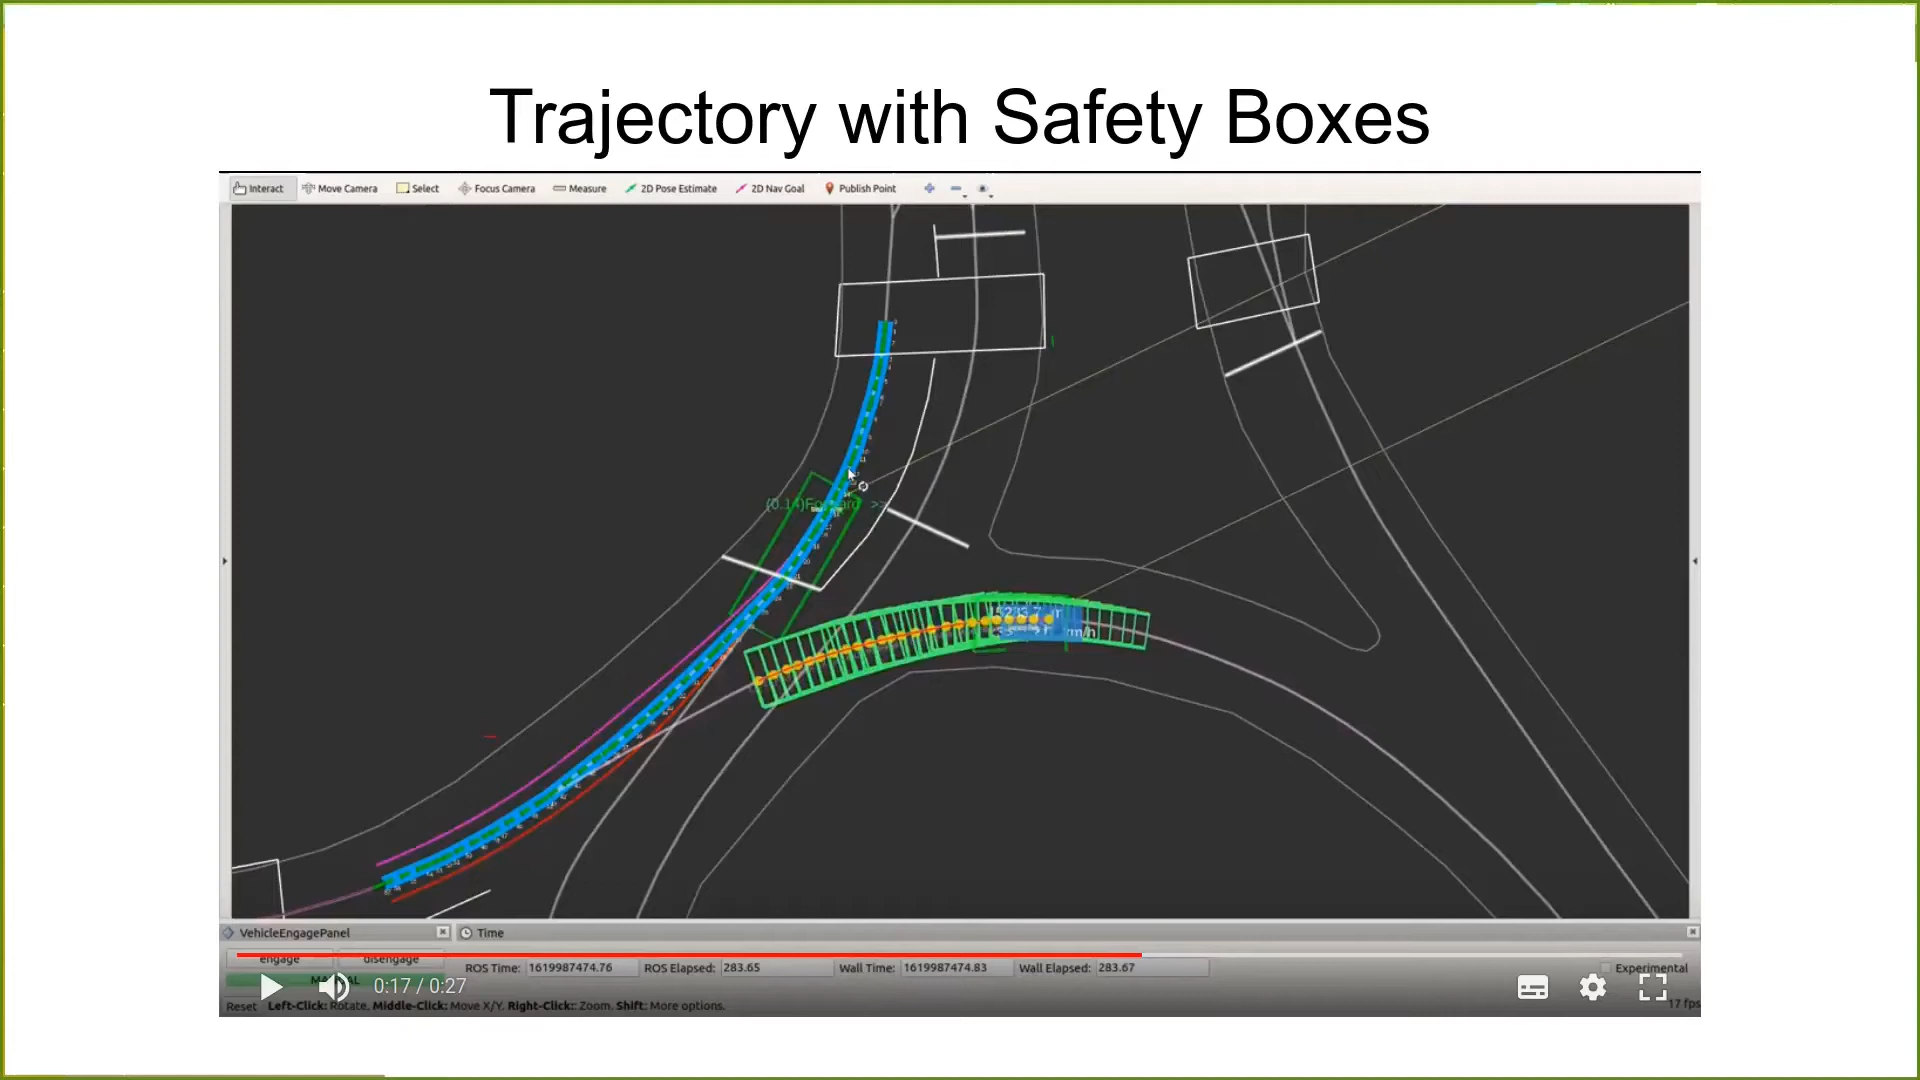 Trajectory with Safety Boxes
Interact Move Camera Select Focus Camera Measure 2D Pose Estimate 2D Nav Goal Publish Point
VehicleEngagePanel Time
engage disengage
ROS Time: 1619987474.76 ROS Elapsed: 283.65 Wall Time: 1619987474.83 Wall Elapsed: 283.67 Experimental
0:17 / 0:27
Reset Left-Click: Rotate. Middle-Click: Move X/Y. Right-Click: Zoom. Shift: More options. 17 fps